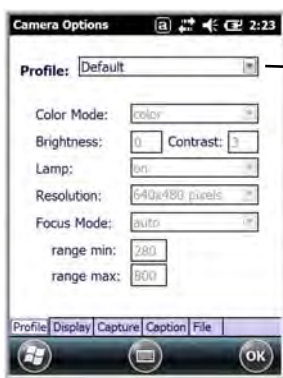 Camera Options a 2:23
Profile: Default
Color Mode: color
Brightness: 0 Contrast: 3
Lamp: on
Resolution: 640x480 pixels
Focus Mode: auto
range min: 280
range max: 800
Profile Display Capture Caption File
OK